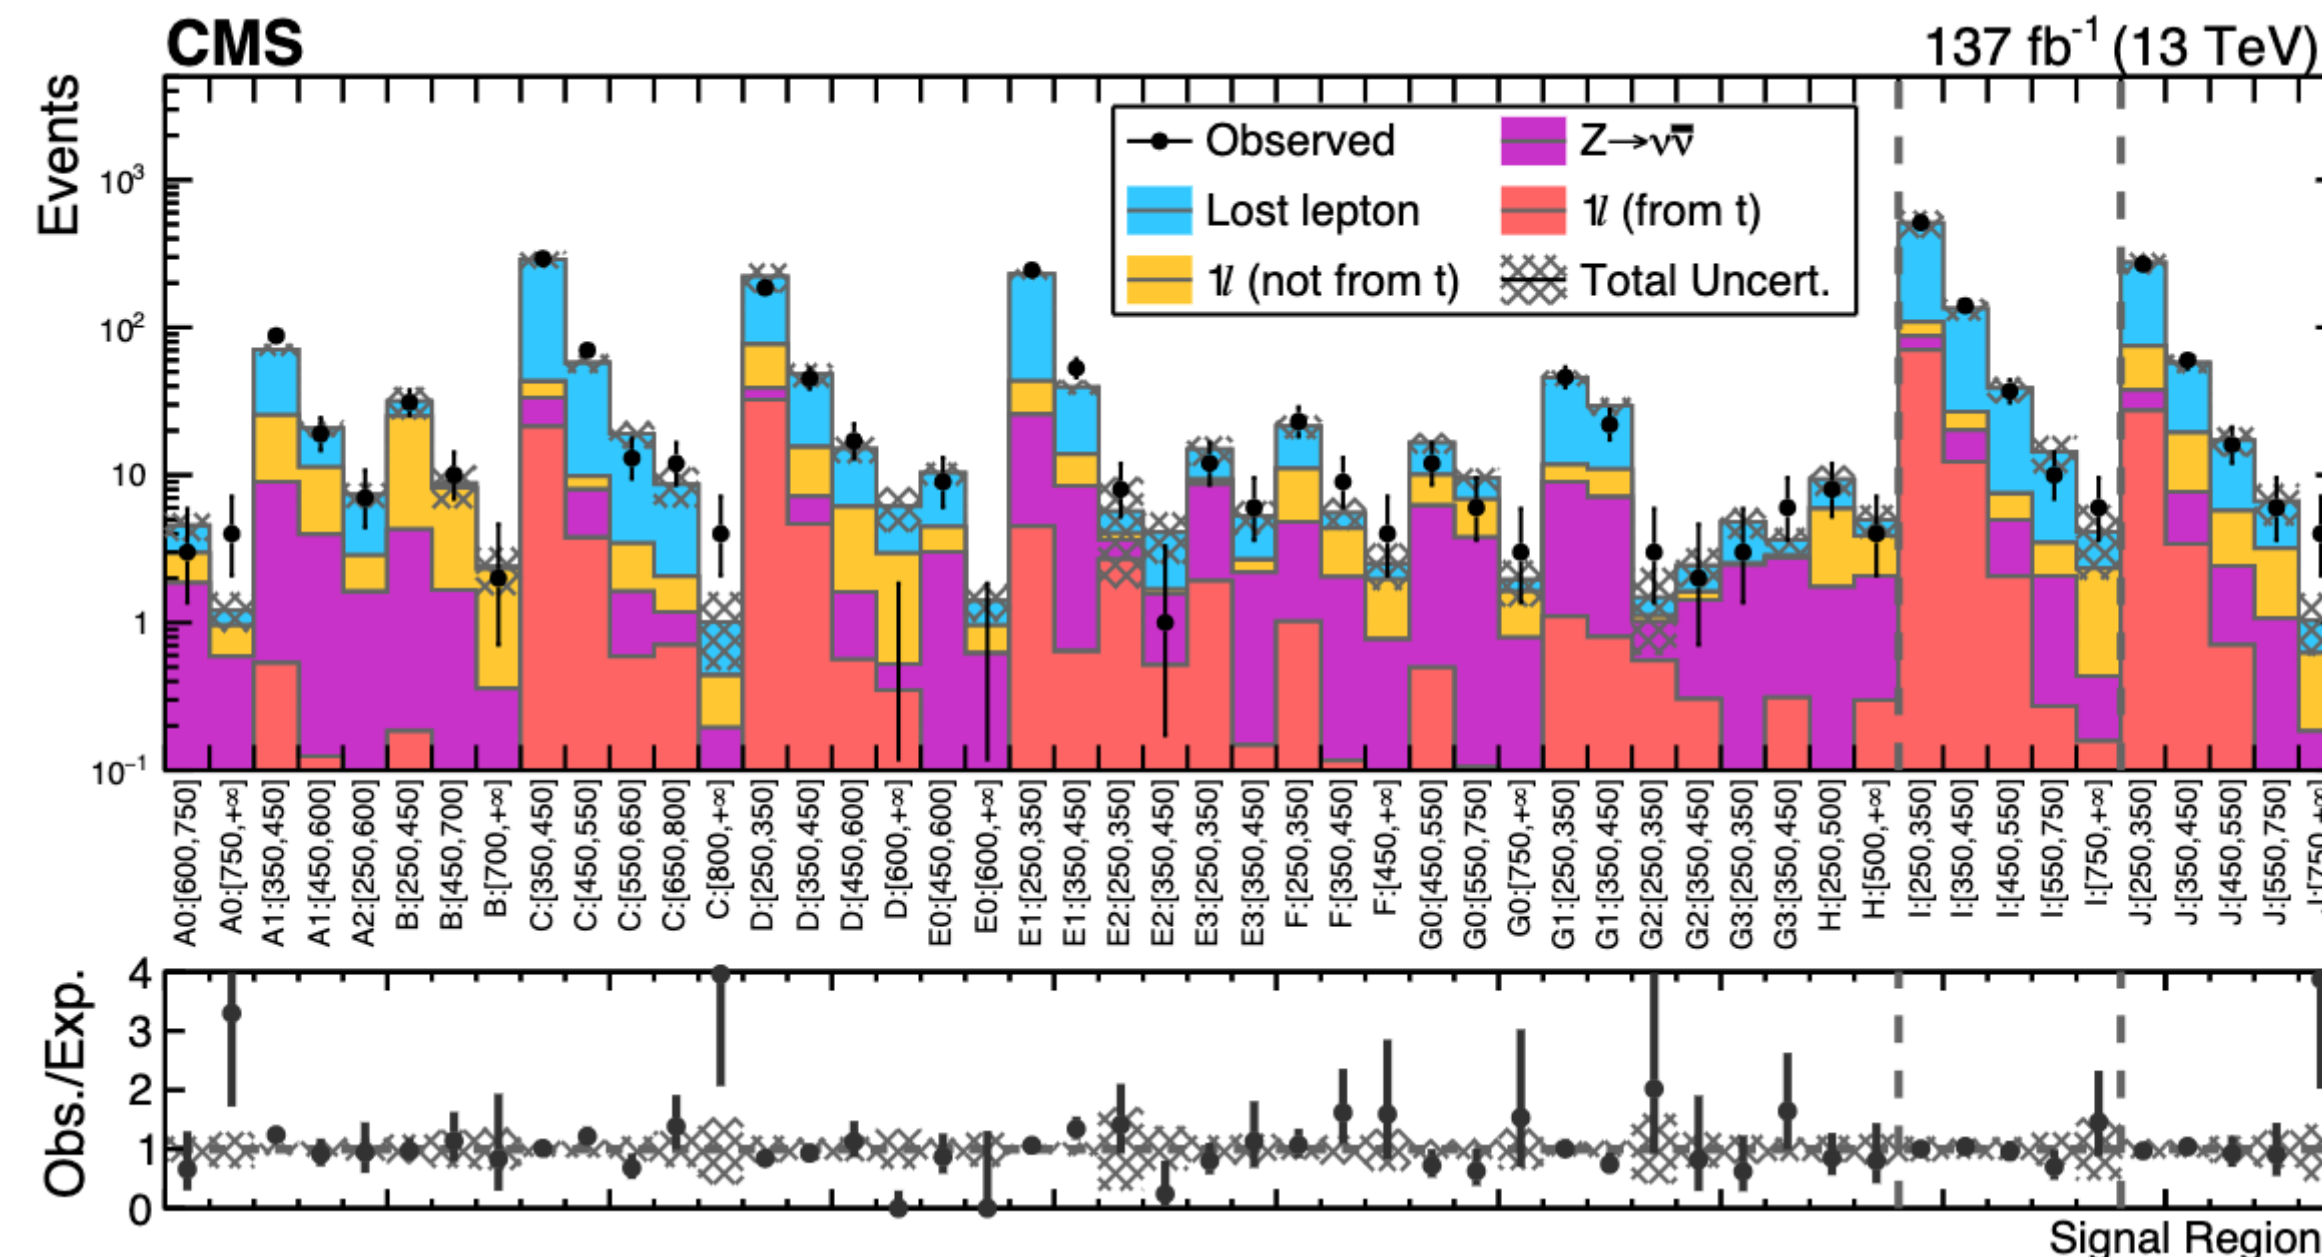 CMS
137 fb⁻¹ (13 TeV)
Events
10³
10²
10
1
10⁻¹
Observed
Z→νν̅
Lost lepton
1ℓ (from t)
1ℓ (not from t)
Total Uncert.
A0:[600,750]
A0:[750,+∞]
A1:[350,450]
A1:[450,600]
A2:[250,600]
B:[250,450]
B:[450,700]
B:[700,+∞]
C:[350,450]
C:[450,550]
C:[550,650]
C:[650,800]
C:[800,+∞]
D:[250,350]
D:[350,450]
D:[450,600]
D:[600,+∞]
E0:[450,600]
E0:[600,+∞]
E1:[250,350]
E1:[350,450]
E2:[250,350]
E2:[350,450]
E3:[250,350]
E3:[350,450]
F:[250,350]
F:[350,450]
F:[450,+∞]
G0:[450,550]
G0:[550,750]
G0:[750,+∞]
G1:[250,350]
G1:[350,450]
G2:[250,350]
G2:[350,450]
G3:[250,350]
G3:[350,450]
H:[250,500]
H:[500,+∞]
I:[250,350]
I:[350,450]
I:[450,550]
I:[550,750]
I:[750,+∞]
J:[250,350]
J:[350,450]
J:[450,550]
J:[550,750]
Obs./Exp.
4
3
2
1
0
Signal Region